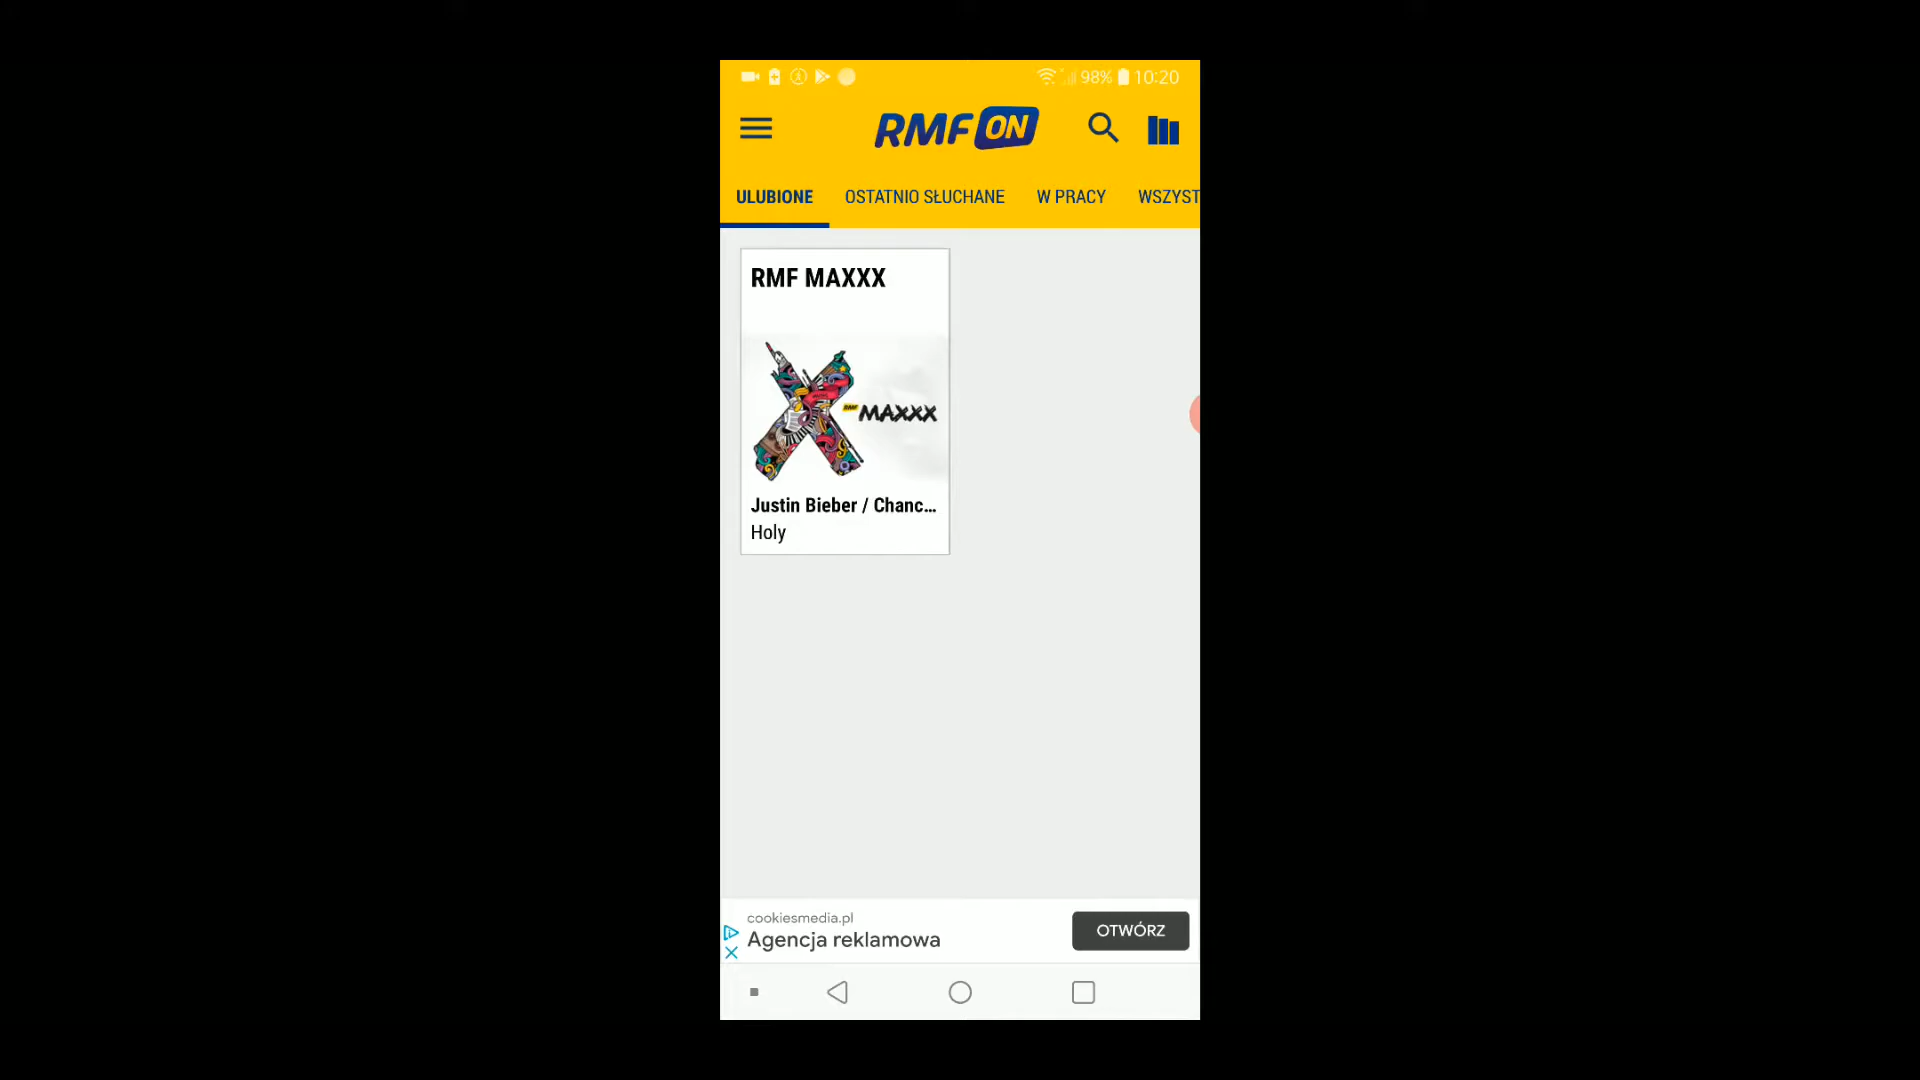 98% 10:20
RMF ON
ULUBIONE OSTATNIO SŁUCHANE W PRACY WSZYST
RMF MAXXX
RMF MAXXX
Justin Bieber / Chanc...
Holy
cookiesmedia.pl
Agencja reklamowa
OTWÓRZ